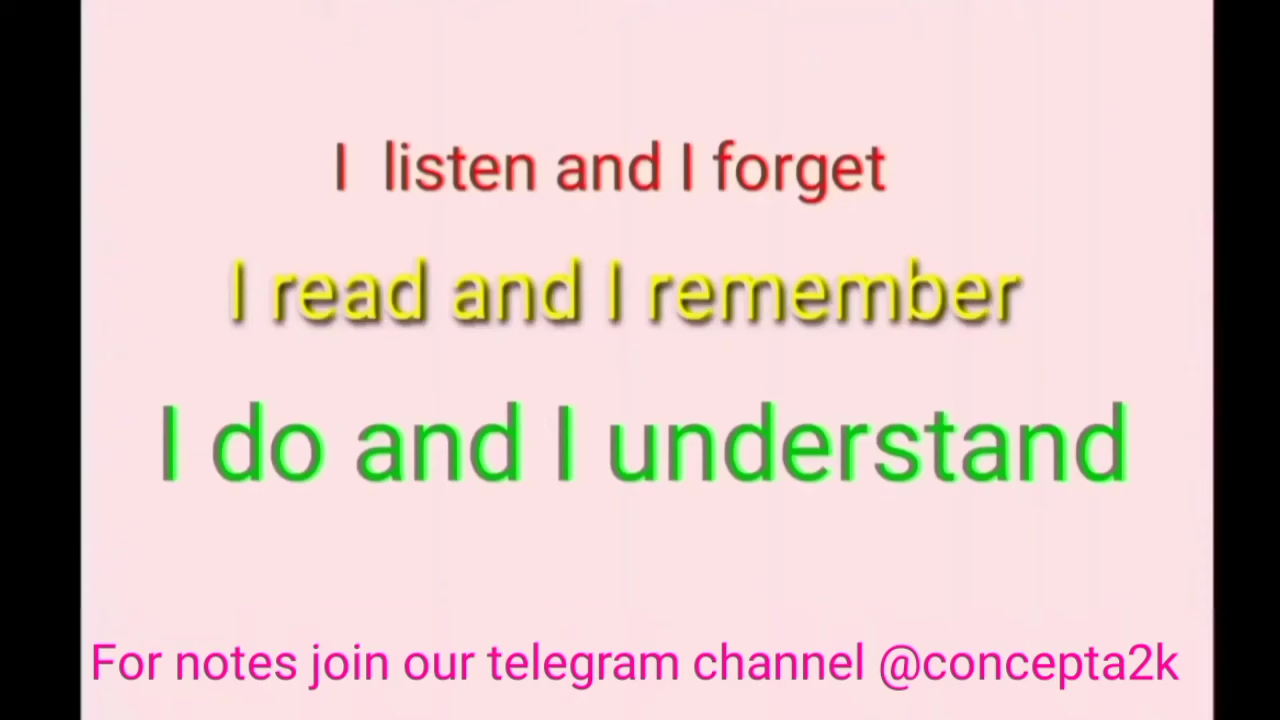 I listen and I forget
I read and I remember
I do and I understand
For notes join our telegram channel @concepta2k